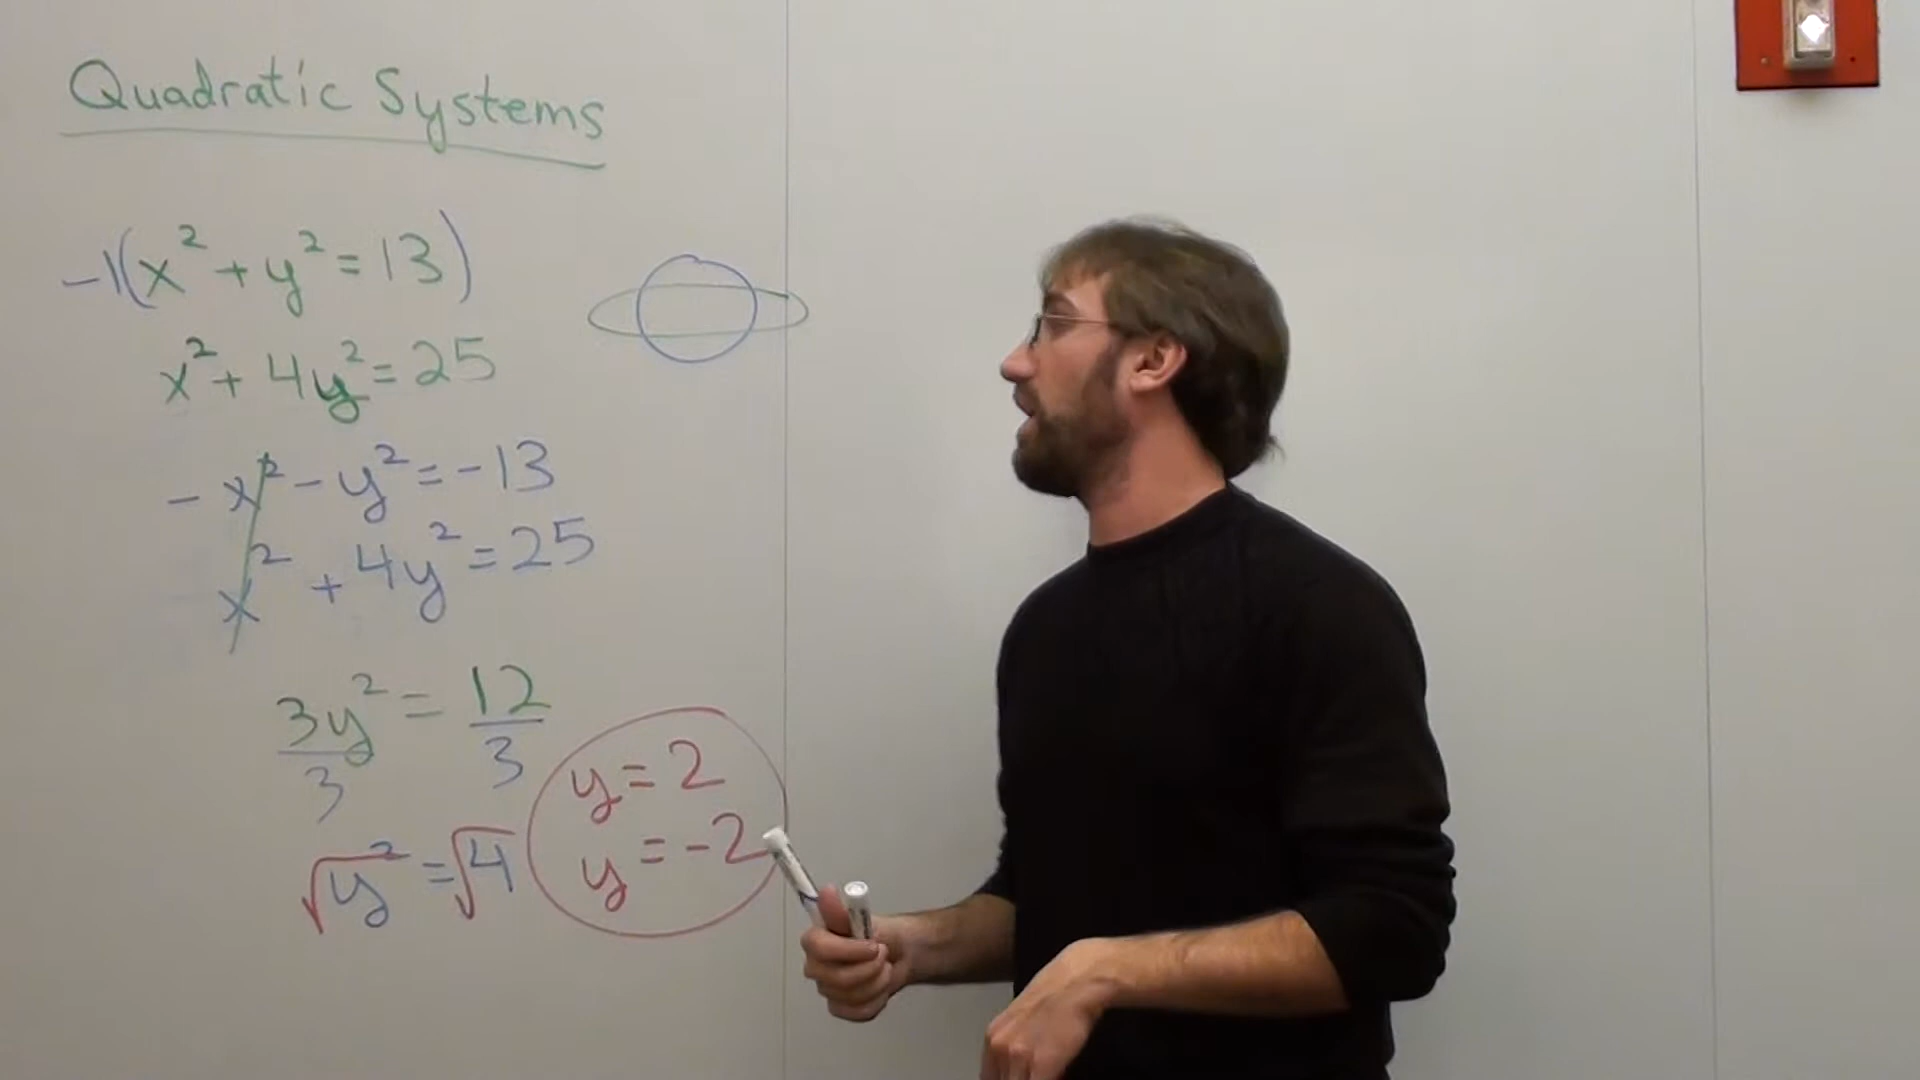 Quadratic Systems
-1(x² + y² = 13)
x² + 4y² = 25
- x² - y² = -13
x² + 4y² = 25
3y² = 12
3 3
√y² = √4
y = 2
y = -2